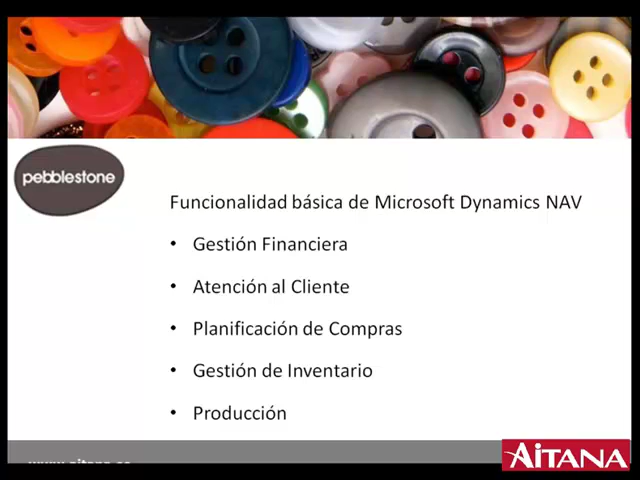 pebblestone
Funcionalidad básica de Microsoft Dynamics NAV
• Gestión Financiera
• Atención al Cliente
• Planificación de Compras
• Gestión de Inventario
• Producción
AiTANA